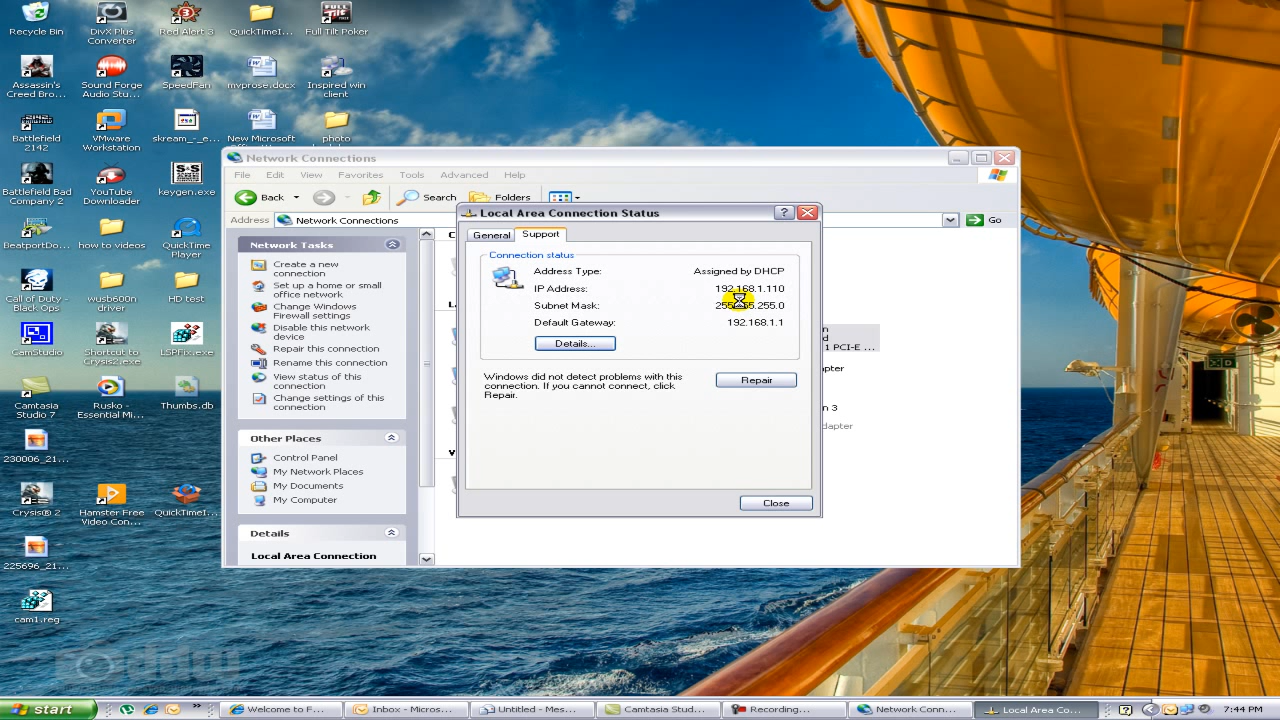 Recycle Bin
DivX Plus
Converter
Red Alert 3
QuickTimeI...
Full Tilt Poker
Assassin's
Creed Bro...
Sound Forge
Audio Stu...
SpeedFan
mvprose.docx
Inspired win
client
Battlefield
2142
VMware
Workstation
skream_-_e...
New Microsoft
photo
Battlefield Bad
Company 2
YouTube
Downloader
keygen.exe
BeatportDo...
how to videos
QuickTime
Player
Call of Duty -
Black Ops
wusb600n
driver
HD test
CamStudio
Shortcut to
Crysis2.exe
LSPFix.exe
Camtasia
Studio 7
Rusko -
Essential Mi...
Thumbs.db
230006_21...
Crysis® 2
Hamster Free
Video Con...
QuickTimeI...
225696_21...
cam1.reg
Network Connections
File Edit View Favorites Tools Advanced Help
Back Search Folders
Address Network Connections Go
Network Tasks
Create a new
connection
Set up a home or small
office network
Change Windows
Firewall settings
Disable this network
device
Repair this connection
Rename this connection
View status of this
connection
Change settings of this
connection
Other Places
Control Panel
My Network Places
My Documents
My Computer
Details
Local Area Connection
1 PCI-E ...
n 3
Local Area Connection Status
General Support
Connection status
Address Type: Assigned by DHCP
IP Address: 192.168.1.110
Subnet Mask: 255.255.255.0
Default Gateway: 192.168.1.1
Details...
Windows did not detect problems with this
connection. If you cannot connect, click
Repair.
Repair
Close
start
Welcome to F...
Inbox - Micros...
Untitled - Mes...
Camtasia Stud...
Recording...
Network Conn...
Local Area Co...
7:44 PM